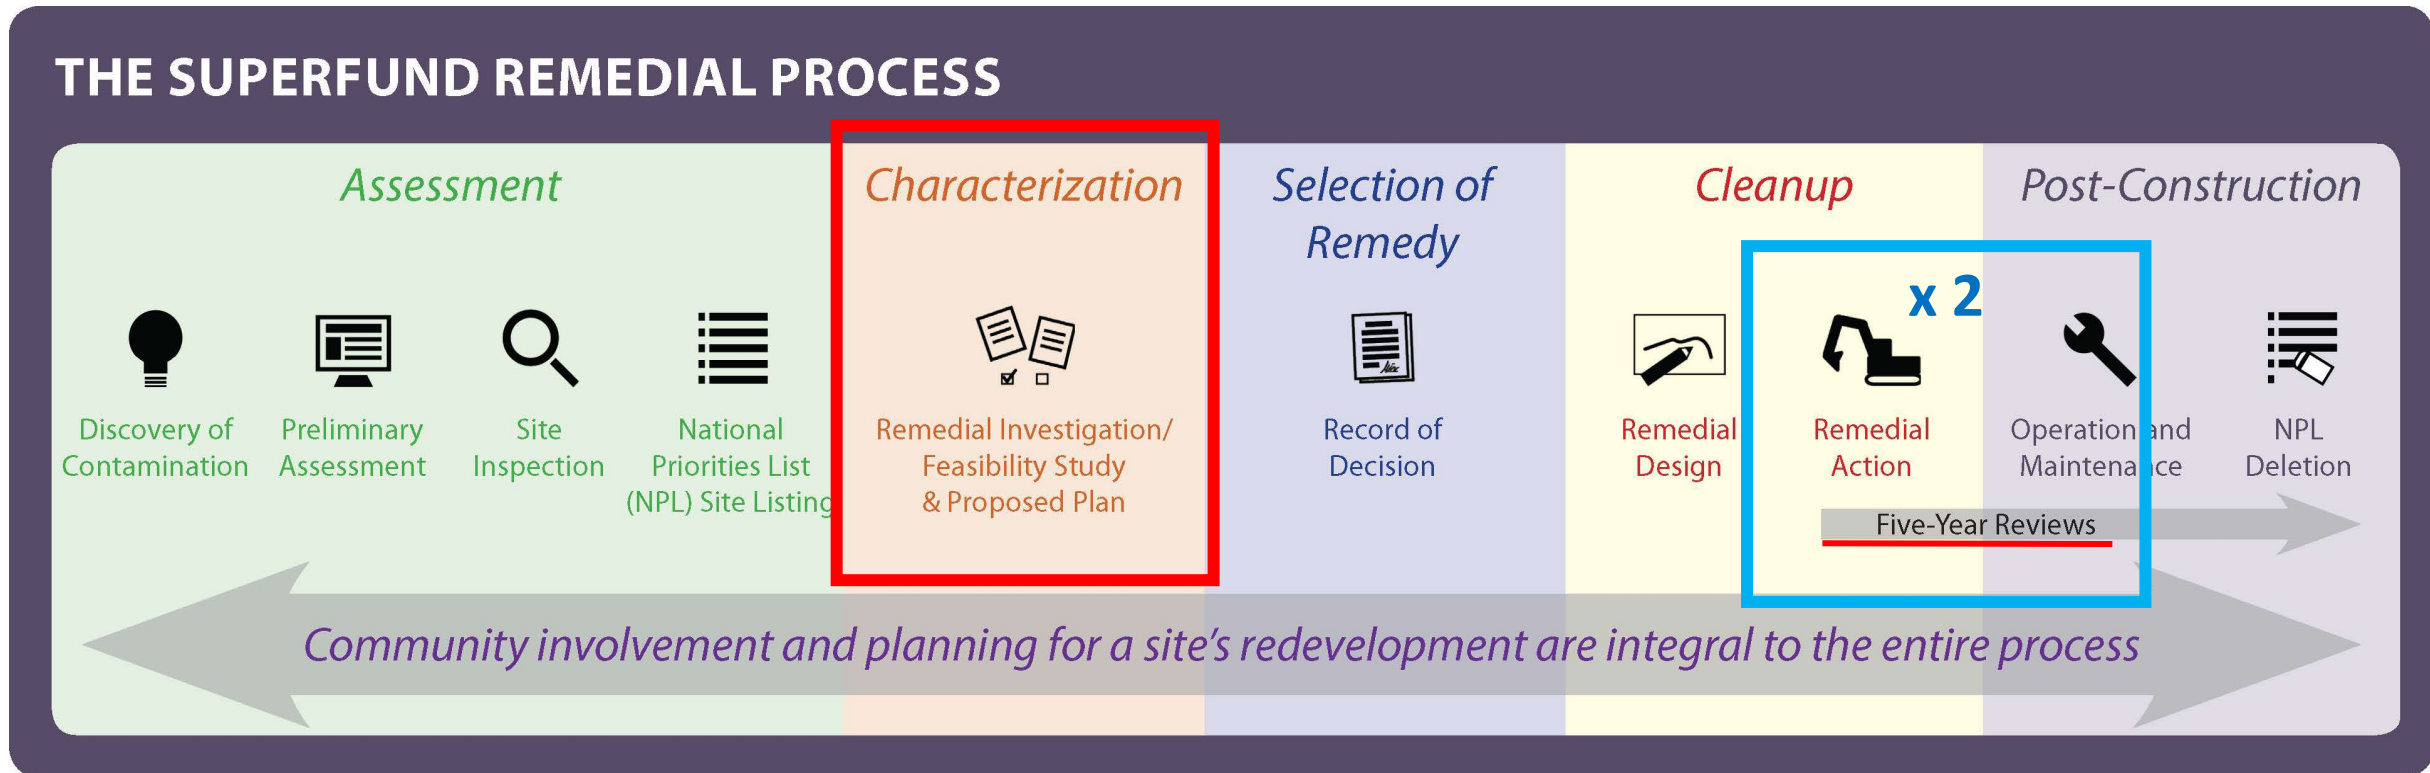 THE SUPERFUND REMEDIAL PROCESS
Assessment
Characterization
Selection of
Remedy
Cleanup
Post-Construction
x 2
Discovery of
Contamination
Preliminary
Assessment
Site
Inspection
National
Priorities List
(NPL) Site Listing
Remedial Investigation/
Feasibility Study
& Proposed Plan
Record of
Decision
Remedial
Design
Remedial
Action
Operation and
Maintenance
NPL
Deletion
Five-Year Reviews
Community involvement and planning for a site's redevelopment are integral to the entire process